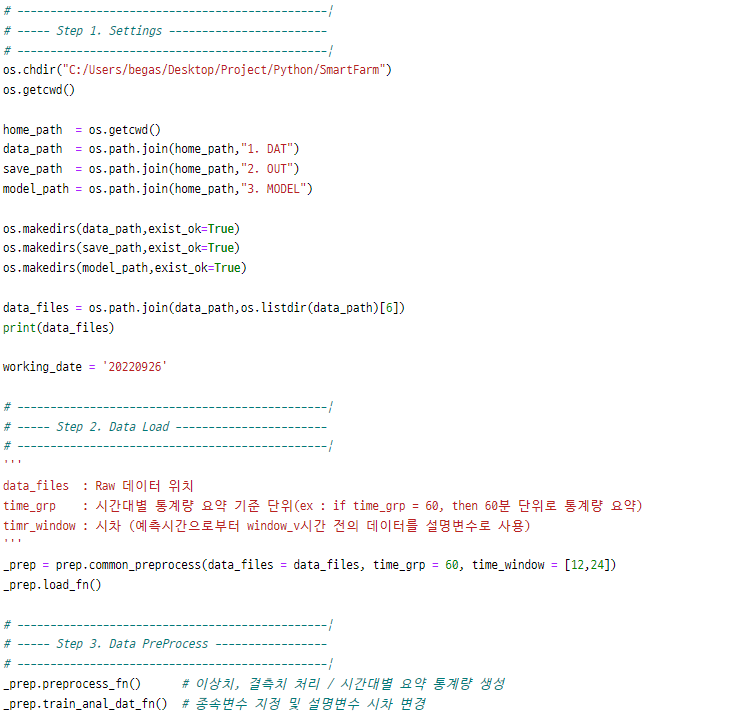 # -----------------------------------------------|
# ----- Step 1. Settings ------------------------
# -----------------------------------------------|
os.chdir("C:/Users/begas/Desktop/Project/Python/SmartFarm")
os.getcwd()
home_path  = os.getcwd()
data_path  = os.path.join(home_path,"1. DAT")
save_path  = os.path.join(home_path,"2. OUT")
model_path = os.path.join(home_path,"3. MODEL")
os.makedirs(data_path,exist_ok=True)
os.makedirs(save_path,exist_ok=True)
os.makedirs(model_path,exist_ok=True)
data_files = os.path.join(data_path,os.listdir(data_path)[6])
print(data_files)
working_date = '20220926'
# -----------------------------------------------|
# ----- Step 2. Data Load -----------------------
# -----------------------------------------------|
'''
data_files  : Raw 데이터 위치
time_grp    : 시간대별 통계량 요약 기준 단위(ex : if time_grp = 60, then 60분 단위로 통계량 요약)
timr_window : 시차 (예측시간으로부터 window_v시간 전의 데이터를 설명변수로 사용)
'''
_prep = prep.common_preprocess(data_files = data_files, time_grp = 60, time_window = [12,24])
_prep.load_fn()
# -----------------------------------------------|
# ----- Step 3. Data PreProcess -----------------
# -----------------------------------------------|
_prep.preprocess_fn()      # 이상치, 결측치 처리 / 시간대별 요약 통계량 생성
_prep.train_anal_dat_fn()  # 종속변수 지정 및 설명변수 시차 변경